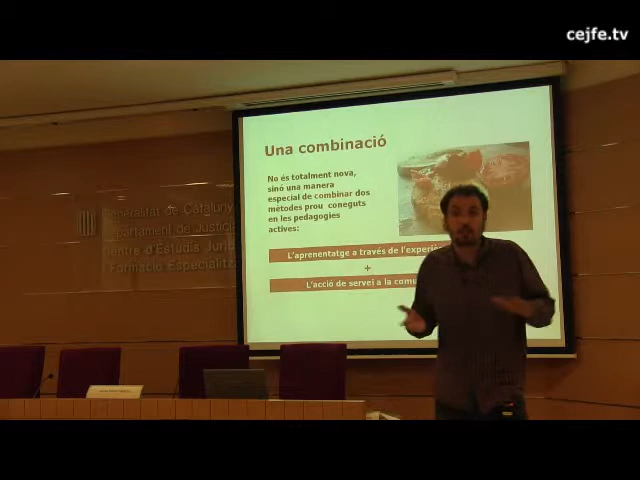 cejfe.tv
Una combinació
No és totalment nova,
sinó una manera
especial de combinar dos
mètodes prou coneguts
en les pedagogies
actives:
L'aprenentatge a través de l'experiè
+
L'acció de servei a la comu
Generalitat de Cataluny
Departament de Justíci
Centre d'Estudis Juríd
Formació Especialitz